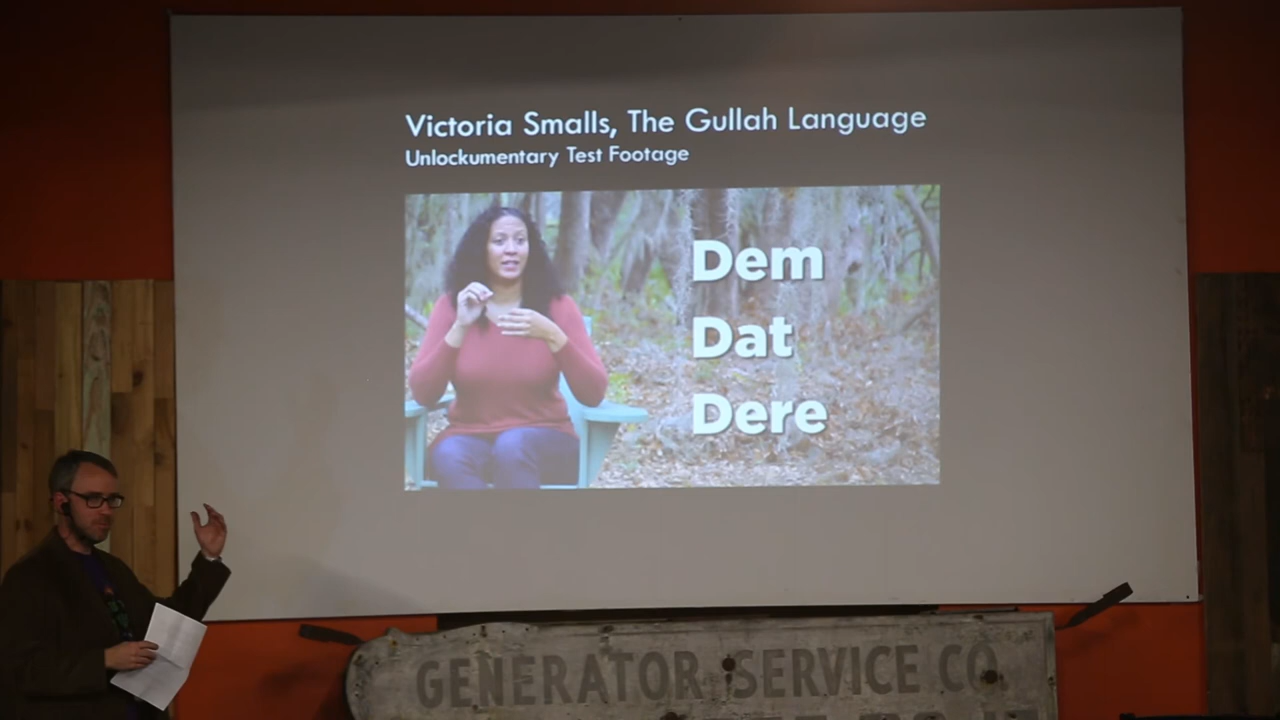 Victoria Smalls, The Gullah Language
Unlockumentary Test Footage
Dem
Dat
Dere
GENERATOR SERVICE CO.